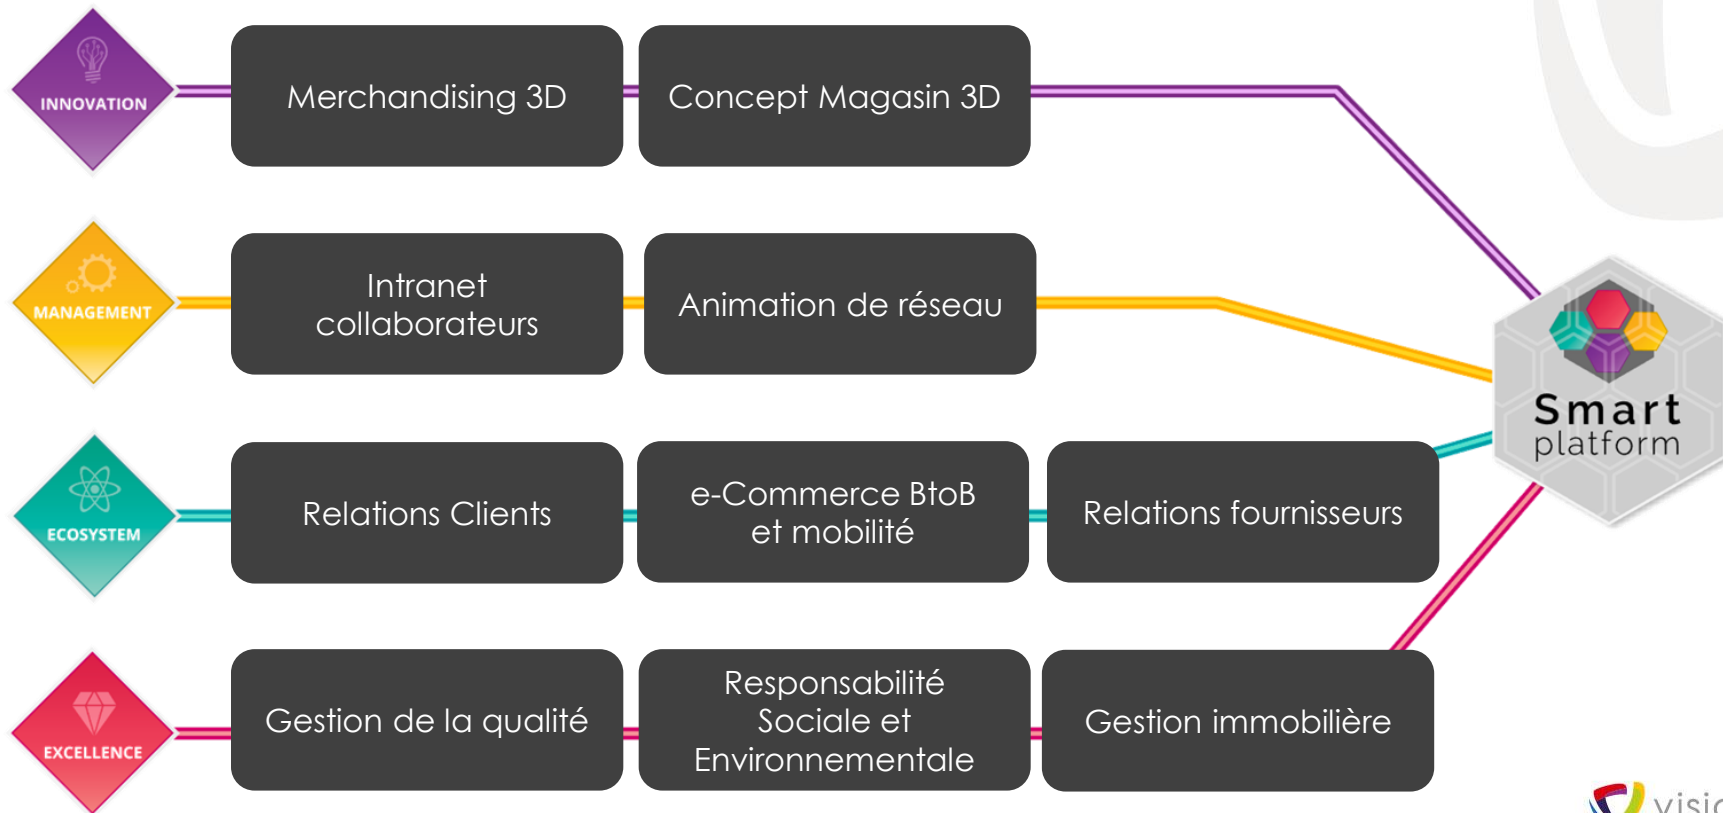 INNOVATION
Merchandising 3D
Concept Magasin 3D
MANAGEMENT
Intranet
collaborateurs
Animation de réseau
Smart
platform
ECOSYSTEM
Relations Clients
e-Commerce BtoB
et mobilité
Relations fournisseurs
EXCELLENCE
Gestion de la qualité
Responsabilité
Sociale et
Environnementale
Gestion immobilière